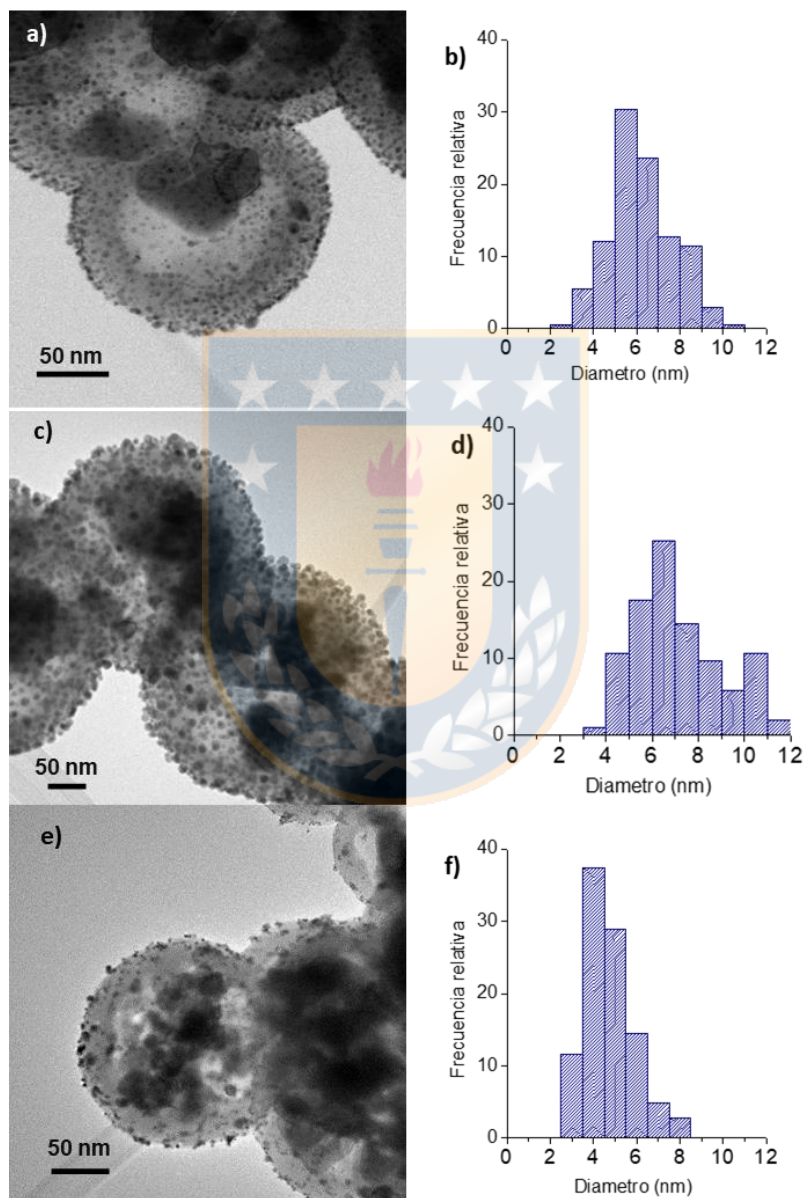 a)
50 nm
b)
40
30
20
10
0
Frecuencia relativa
0 2 4 6 8 10 12
Diametro (nm)
c)
50 nm
d)
40
30
20
10
0
Frecuencia relativa
0 2 4 6 8 10 12
Diametro (nm)
e)
50 nm
f)
40
30
20
10
0
Frecuencia relativa
0 2 4 6 8 10 12
Diametro (nm)